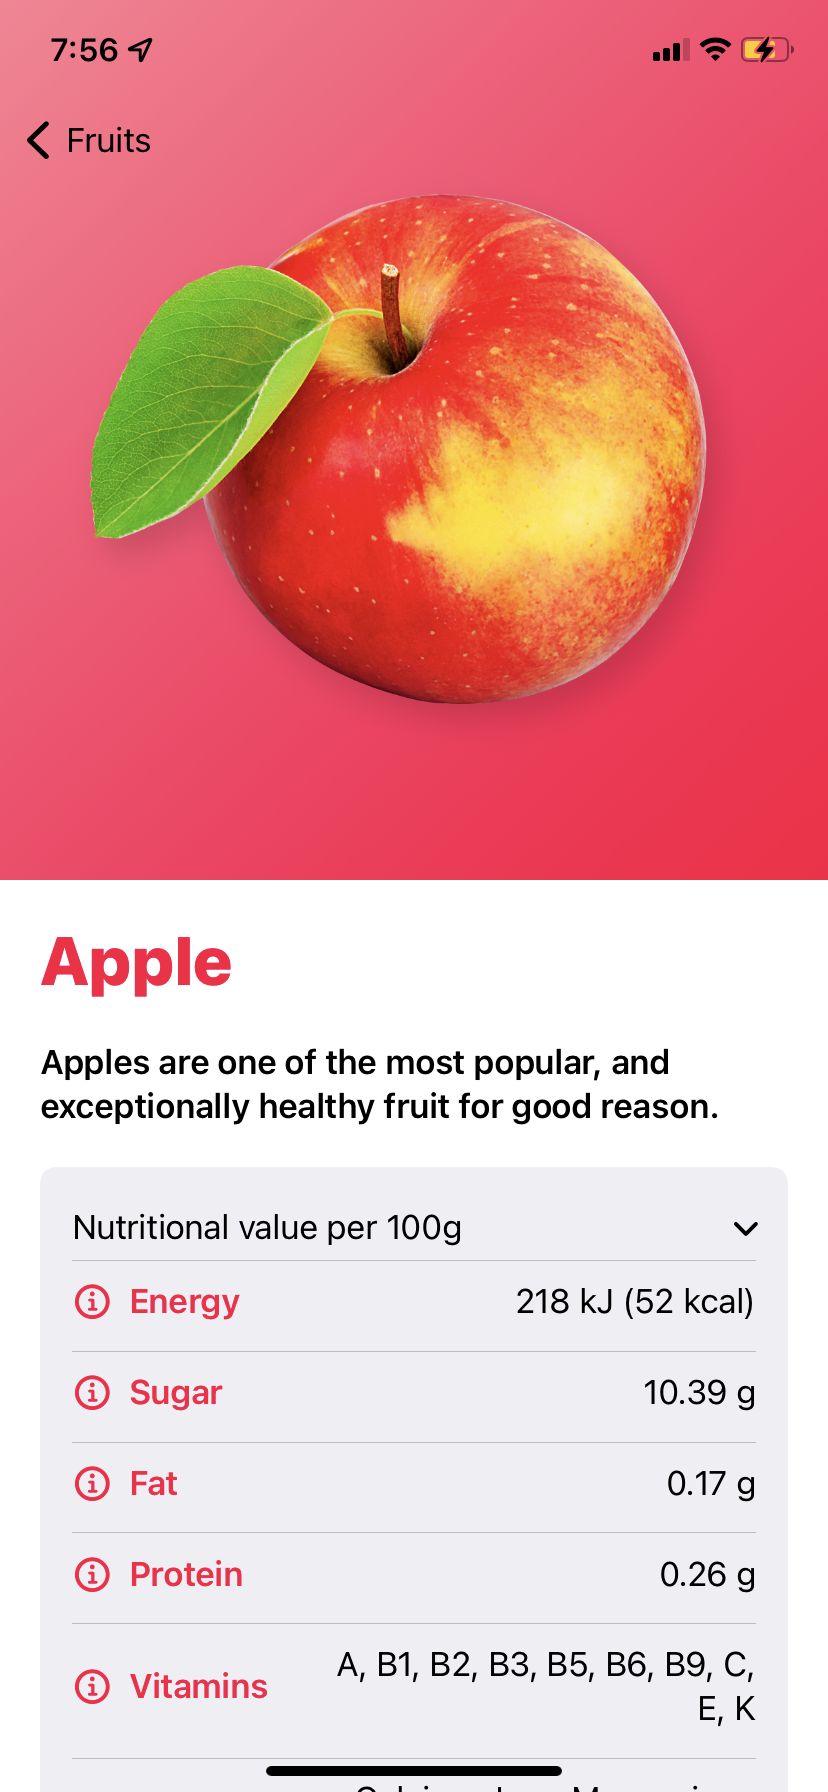 7:56
Fruits
Apple
Apples are one of the most popular, and
exceptionally healthy fruit for good reason.
Nutritional value per 100g
Energy 218 kJ (52 kcal)
Sugar 10.39 g
Fat 0.17 g
Protein 0.26 g
Vitamins A, B1, B2, B3, B5, B6, B9, C,
E, K